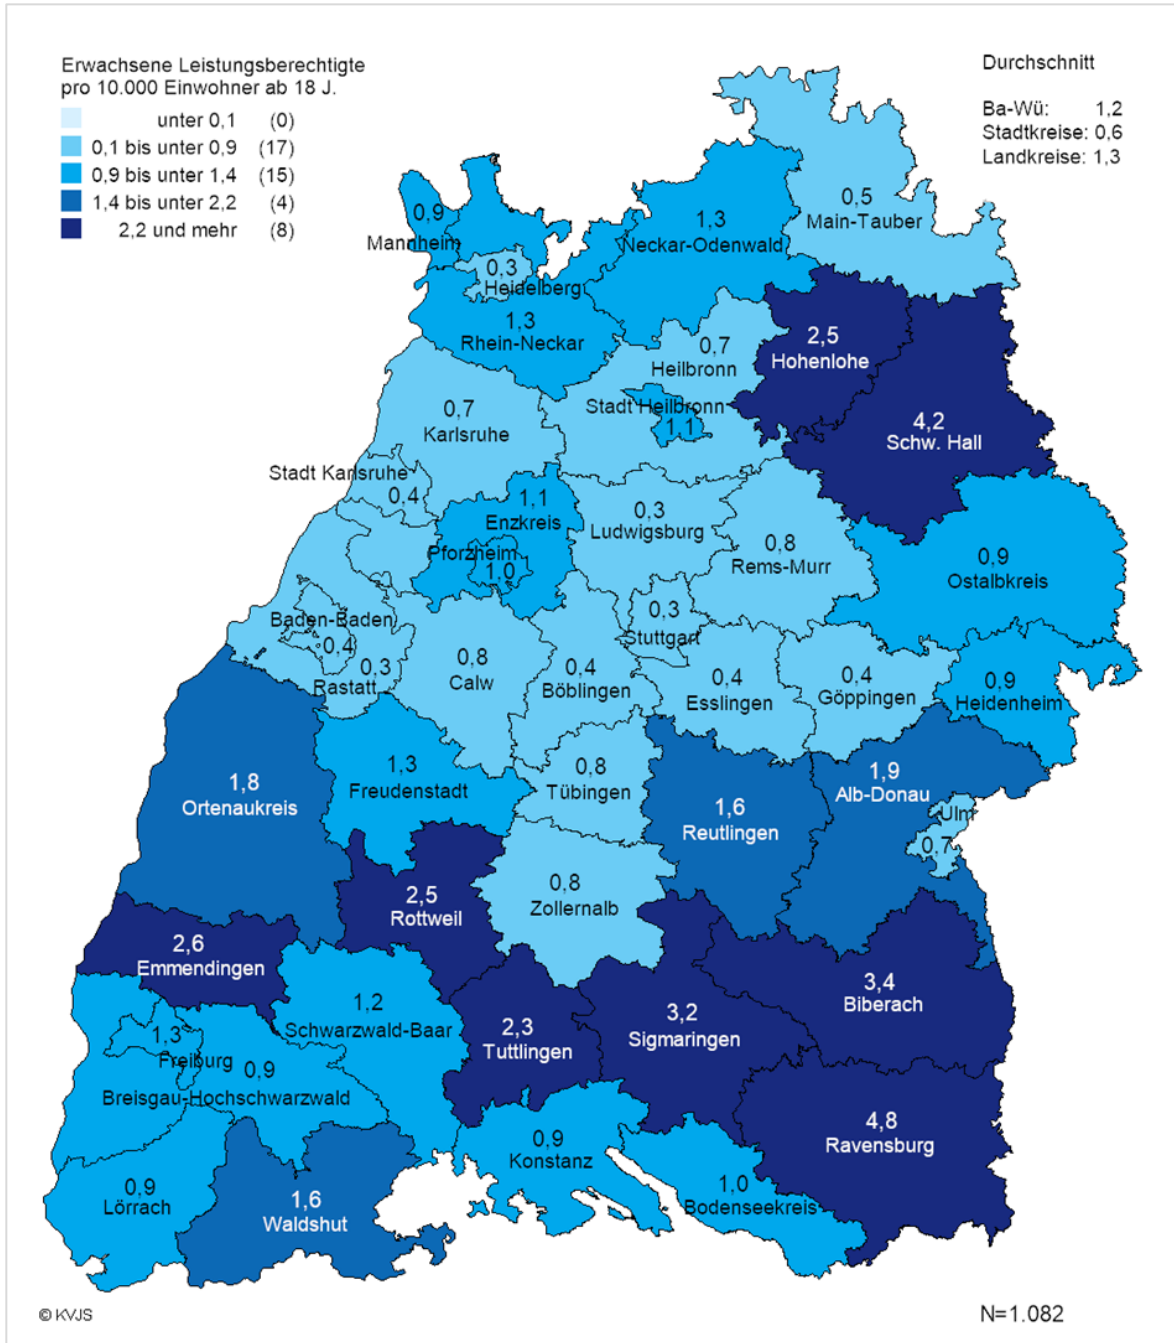 Erwachsene Leistungsberechtigte
pro 10.000 Einwohner ab 18 J.
unter 0,1 (0)
0,1 bis unter 0,9 (17)
0,9 bis unter 1,4 (15)
1,4 bis unter 2,2 (4)
2,2 und mehr (8)
Durchschnitt
Ba-Wü: 1,2
Stadtkreise: 0,6
Landkreise: 1,3
0,5
Main-Tauber
0,9
Mannheim
1,3
Neckar-Odenwald
0,3
Heidelberg
1,3
Rhein-Neckar
2,5
Hohenlohe
0,7
Heilbronn
Stadt Heilbronn
1,1
0,7
Karlsruhe
4,2
Schw. Hall
Stadt Karlsruhe
0,4
1,1
Enzkreis
0,3
Ludwigsburg
0,8
Rems-Murr
0,9
Ostalbkreis
Pforzheim
1,0
0,3
Stuttgart
Baden-Baden
0,4
0,3
Rastatt
0,8
Calw
0,4
Böblingen
0,4
Esslingen
0,4
Göppingen
0,9
Heidenheim
1,8
Ortenaukreis
1,3
Freudenstadt
0,8
Tübingen
1,6
Reutlingen
1,9
Alb-Donau
Ulm
0,7
2,5
Rottweil
0,8
Zollernalb
2,6
Emmendingen
3,4
Biberach
1,2
Schwarzwald-Baar
2,3
Tuttlingen
3,2
Sigmaringen
1,3
Freiburg
0,9
Breisgau-Hochschwarzwald
4,8
Ravensburg
0,9
Konstanz
0,9
Lörrach
1,6
Waldshut
1,0
Bodenseekreis
© KVJS
N=1.082